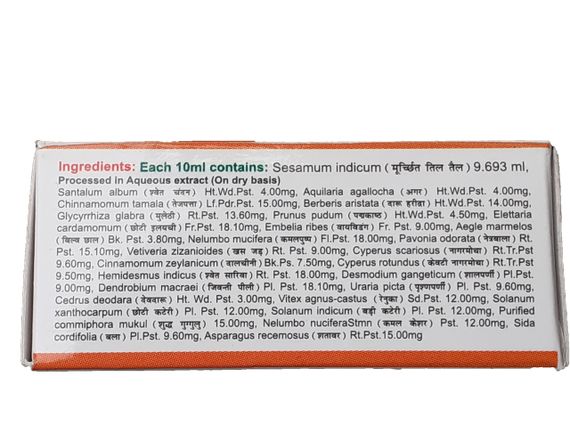 Ingredients: Each 10ml contains: Sesamum indicum ( मूर्च्छित तिल तैल ) 9.693 ml,
Processed in Aqueous extract (On dry basis)
Santalum album ( श्वेत चंदन ) Ht.Wd.Pst. 4.00mg, Aquilaria agallocha ( अगर ) Ht.Wd.Pst. 4.00mg,
Chinnamomum tamala ( तेजपत्ता ) Lf.Pdr.Pst. 15.00mg, Berberis aristata ( दारू हरीद्रा ) Ht.Wd.Pst. 14.00mg,
Glycyrrhiza glabra ( मुलेठी ) Rt.Pst. 13.60mg, Prunus pudum ( पद्मकाष्ठ ) Ht.Wd.Pst. 4.50mg, Elettaria
cardamomum ( छोटी इलयची ) Fr.Pst. 18.10mg, Embelia ribes ( वायविडंग ) Fr. Pst. 9.00mg, Aegle marmelos
( बिल्व छाल ) Bk. Pst. 3.80mg, Nelumbo mucifera ( कमलपुष्प ) Fl.Pst. 18.00mg, Pavonia odorata ( नेत्रबाला ) Rt.
Pst. 15.10mg, Vetiveria zizanioides ( खस जड़ ) Rt.Pst. 9.00mg, Cyperus scariosus ( नागरमोथा ) Rt.Tr.Pst
9.60mg, Cinnamomum zeylanicum ( दालचीनी ) Bk.Ps. 7.50mg, Cyperus rotundus ( केवटी नागरमोथा ) Rt.Tr.Pst
9.50mg, Hemidesmus indicus ( श्वेत सारिवा ) Rt. Pst. 18.00mg, Desmodium gangeticum ( शालपर्णी ) Pl.Pst.
9.00mg, Dendrobium macraei ( जिवन्ती पीली ) Pl. Pst. 18.10mg, Uraria picta ( पृष्णपर्णी ) Pl. Pst. 9.60mg,
Cedrus deodara ( देवदारू ) Ht. Wd. Pst. 3.00mg, Vitex agnus-castus ( रेनुका ) Sd.Pst. 12.00mg, Solanum
xanthocarpum ( छोटी कटेरी ) Pl. Pst. 12.00mg, Solanum indicum ( बड़ी कटेरी ) Pl. Pst. 12.00mg, Purified
commiphora mukul ( शुद्ध गुग्गुलु ) 15.00mg, Nelumbo nuciferaStmn ( कमल केशर ) Pst. 12.00mg, Sida
cordifolia ( बला ) Pl.Pst. 9.60mg, Asparagus recemosus ( शतावर ) Rt.Pst.15.00mg